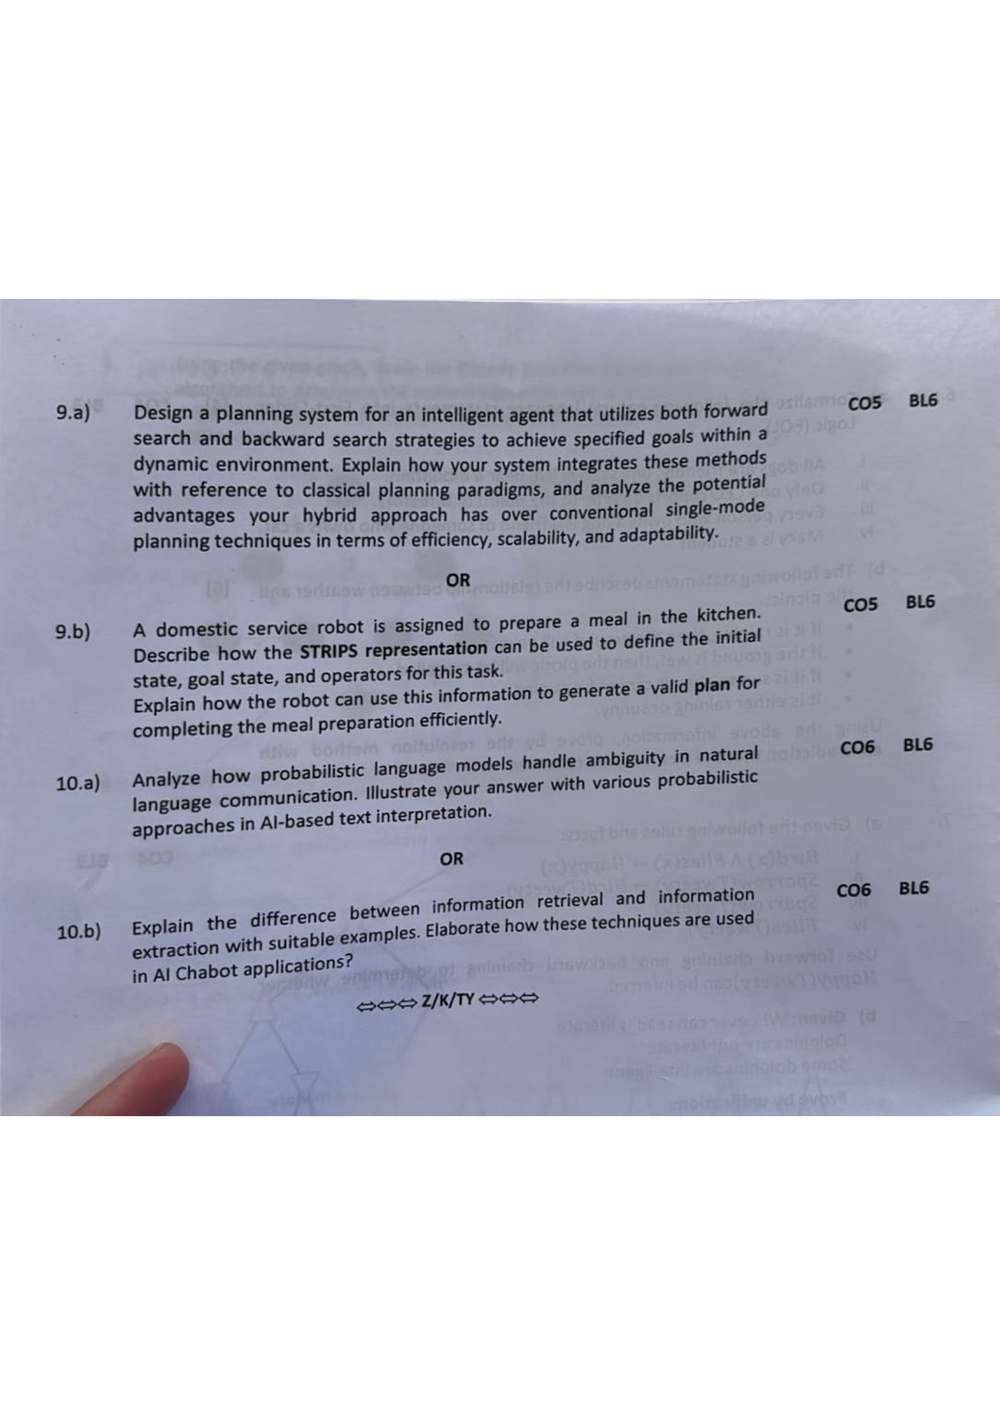 9.a) Design a planning system for an intelligent agent that utilizes both forward CO5 BL6
search and backward search strategies to achieve specified goals within a
dynamic environment. Explain how your system integrates these methods
with reference to classical planning paradigms, and analyze the potential
advantages your hybrid approach has over conventional single-mode
planning techniques in terms of efficiency, scalability, and adaptability.
OR
9.b) A domestic service robot is assigned to prepare a meal in the kitchen. CO5 BL6
Describe how the STRIPS representation can be used to define the initial
state, goal state, and operators for this task.
Explain how the robot can use this information to generate a valid plan for
completing the meal preparation efficiently.
10.a) Analyze how probabilistic language models handle ambiguity in natural CO6 BL6
language communication. Illustrate your answer with various probabilistic
approaches in AI-based text interpretation.
OR
10.b) Explain the difference between information retrieval and information CO6 BL6
extraction with suitable examples. Elaborate how these techniques are used
in AI Chabot applications?
⇔⇔⇔ Z/K/TY ⇔⇔⇔